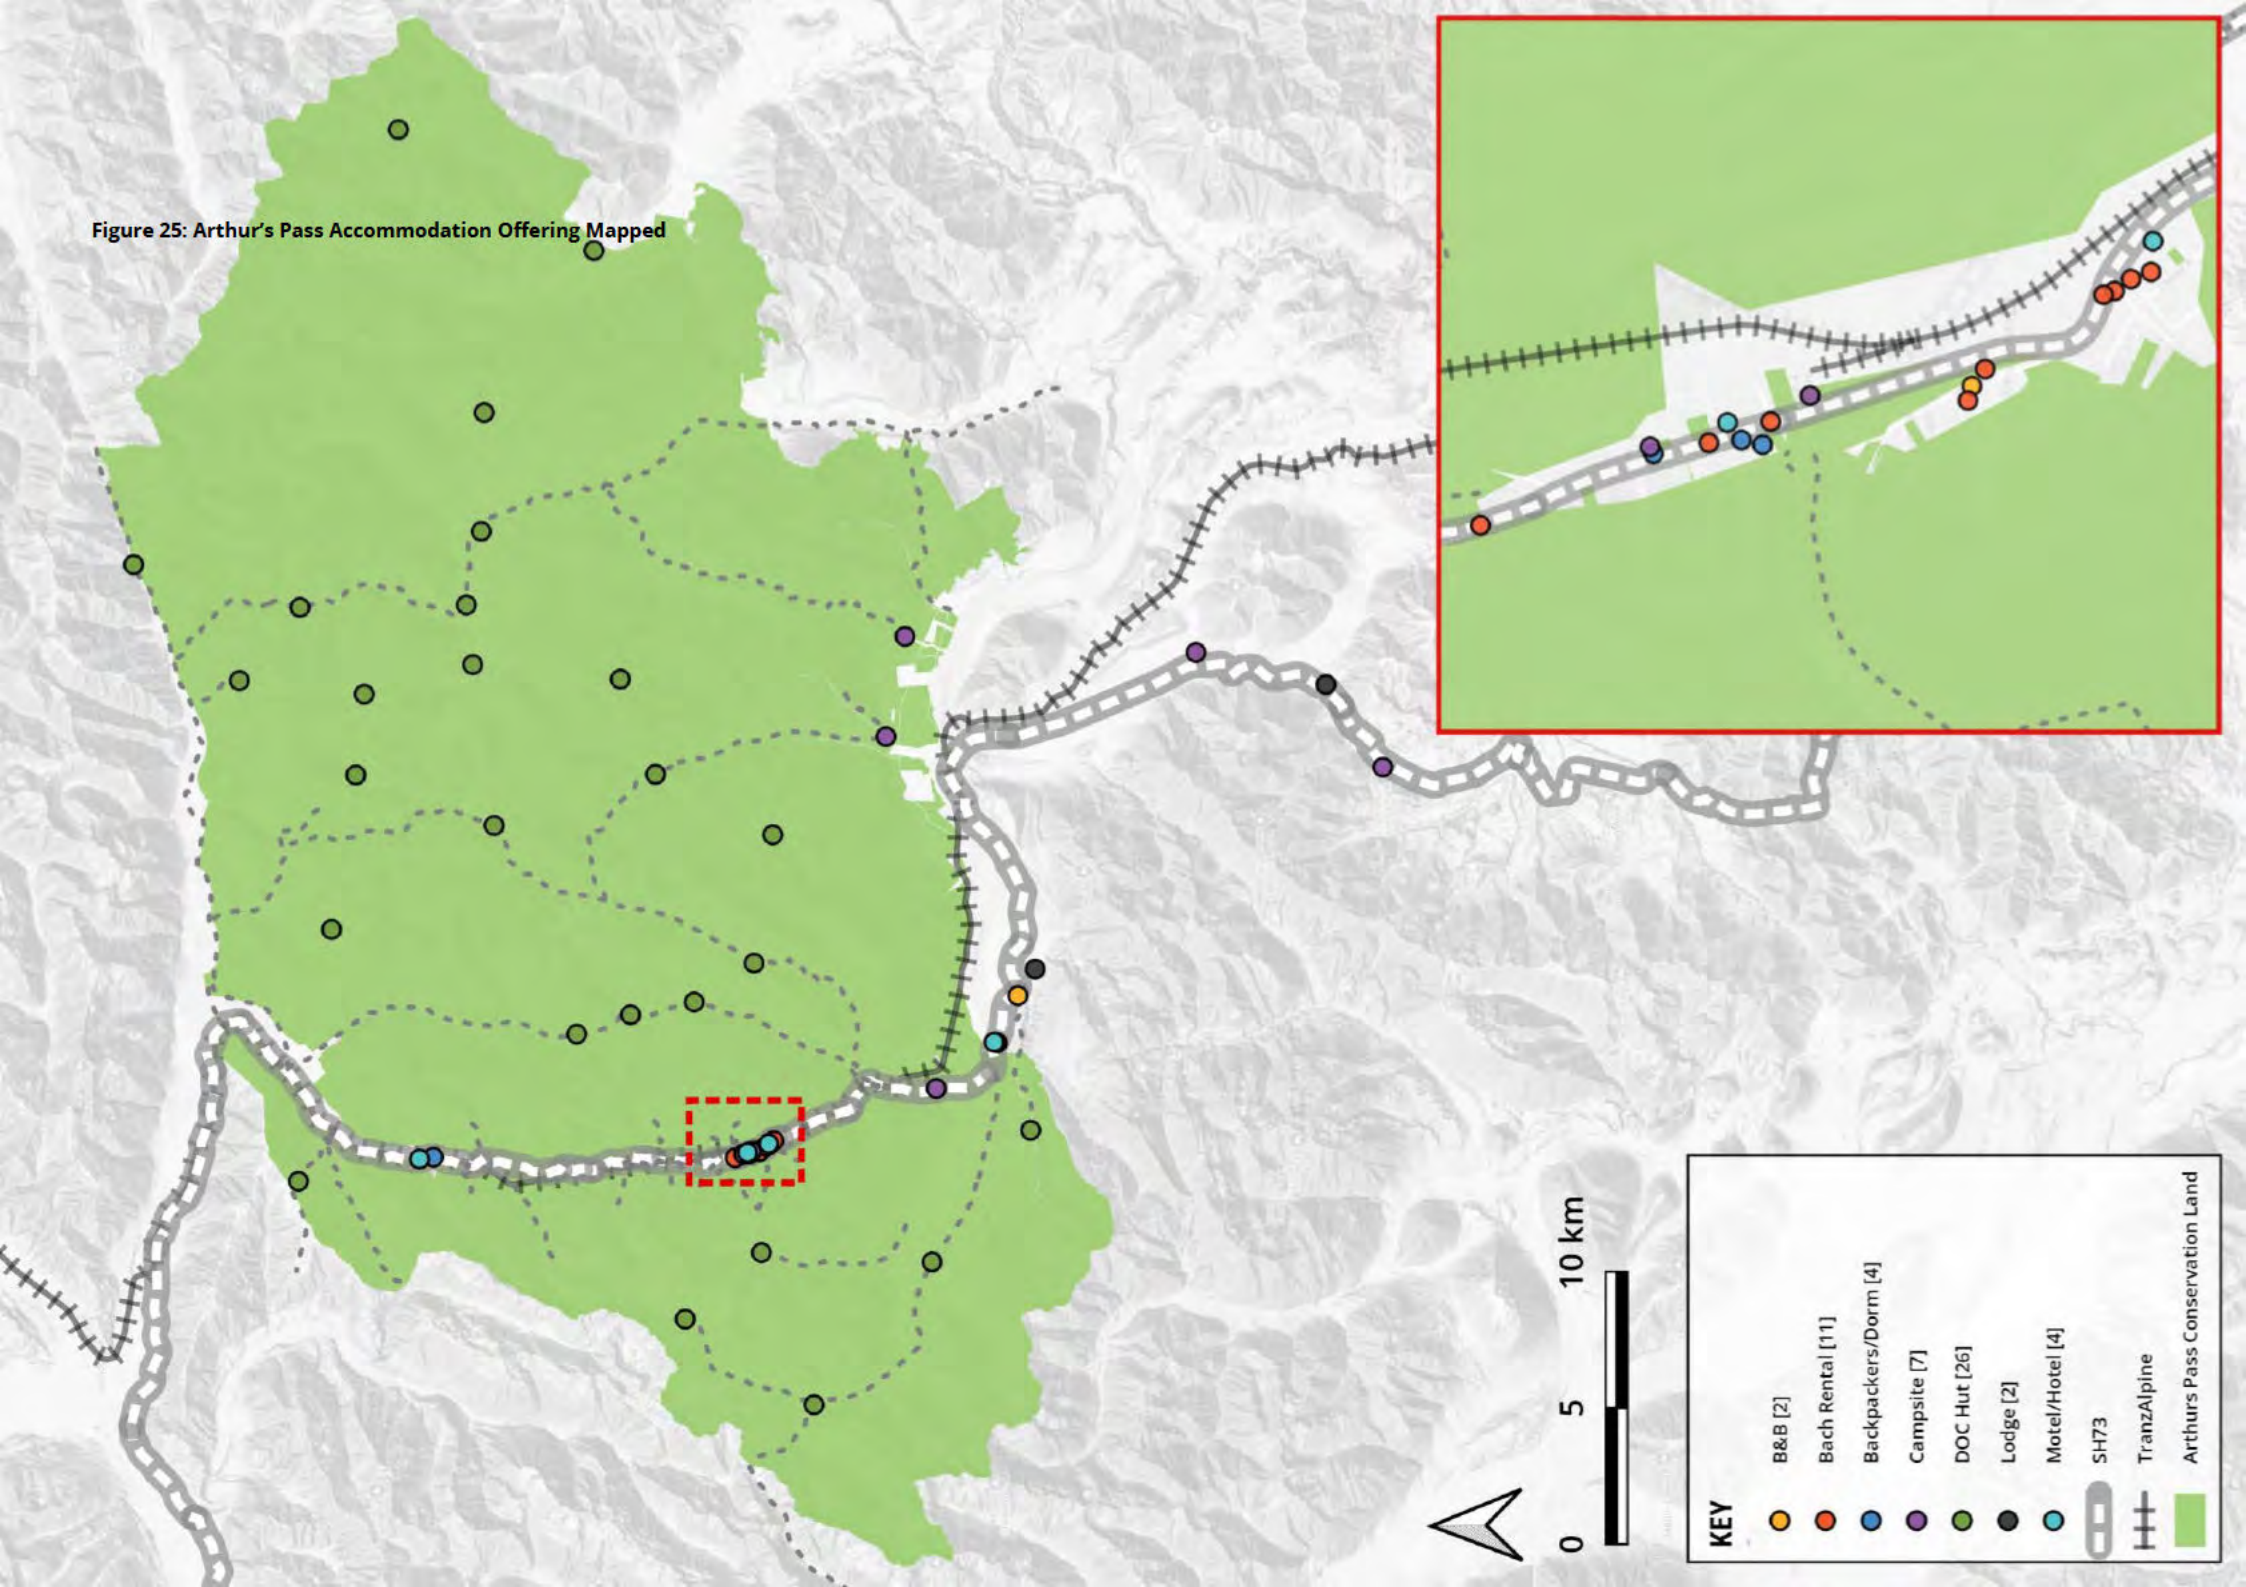 Figure 25: Arthur's Pass Accommodation Offering Mapped
0 5 10 km
KEY
B&B [2]
Bach Rental [11]
Backpackers/Dorm [4]
Campsite [7]
DOC Hut [26]
Lodge [2]
Motel/Hotel [4]
SH73
TranzAlpine
Arthurs Pass Conservation Land